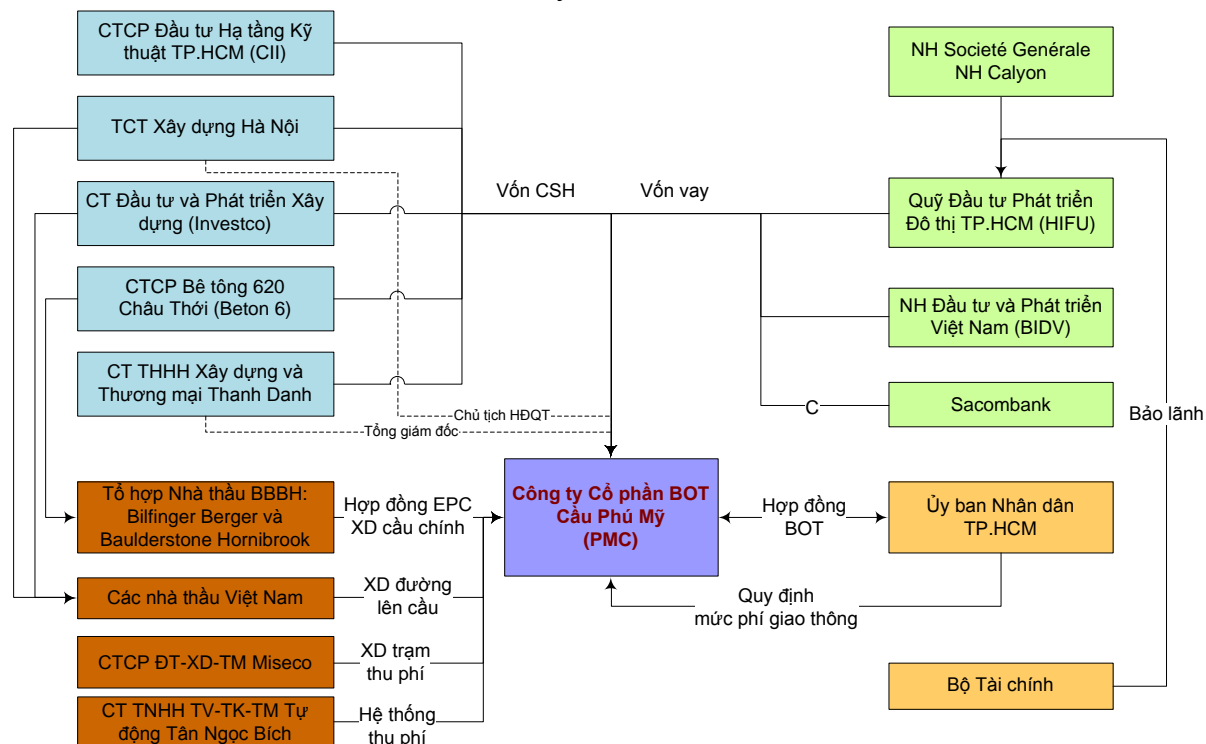 CTCP Đầu tư Hạ tầng Kỹ
thuật TP.HCM (CII)
TCT Xây dựng Hà Nội
CT Đầu tư và Phát triển Xây
dựng (Investco)
CTCP Bê tông 620
Châu Thới (Beton 6)
CT THHH Xây dựng và
Thương mại Thanh Danh
Vốn CSH
Vốn vay
Chủ tịch HĐQT
Tổng giám đốc
NH Societé Genérale
NH Calyon
Quỹ Đầu tư Phát triển
Đô thị TP.HCM (HIFU)
NH Đầu tư và Phát triển
Việt Nam (BIDV)
C
Sacombank
Bảo lãnh
Tổ hợp Nhà thầu BBBH:
Bilfinger Berger và
Baulderstone Hornibrook
Hợp đồng EPC
XD cầu chính
Công ty Cổ phần BOT
Cầu Phú Mỹ
(PMC)
Hợp đồng
BOT
Ủy ban Nhân dân
TP.HCM
Các nhà thầu Việt Nam
XD đường
lên cầu
Quy định
mức phí giao thông
CTCP ĐT-XD-TM Miseco
XD trạm
thu phí
Bộ Tài chính
CT TNHH TV-TK-TM Tự
động Tân Ngọc Bích
Hệ thống
thu phí